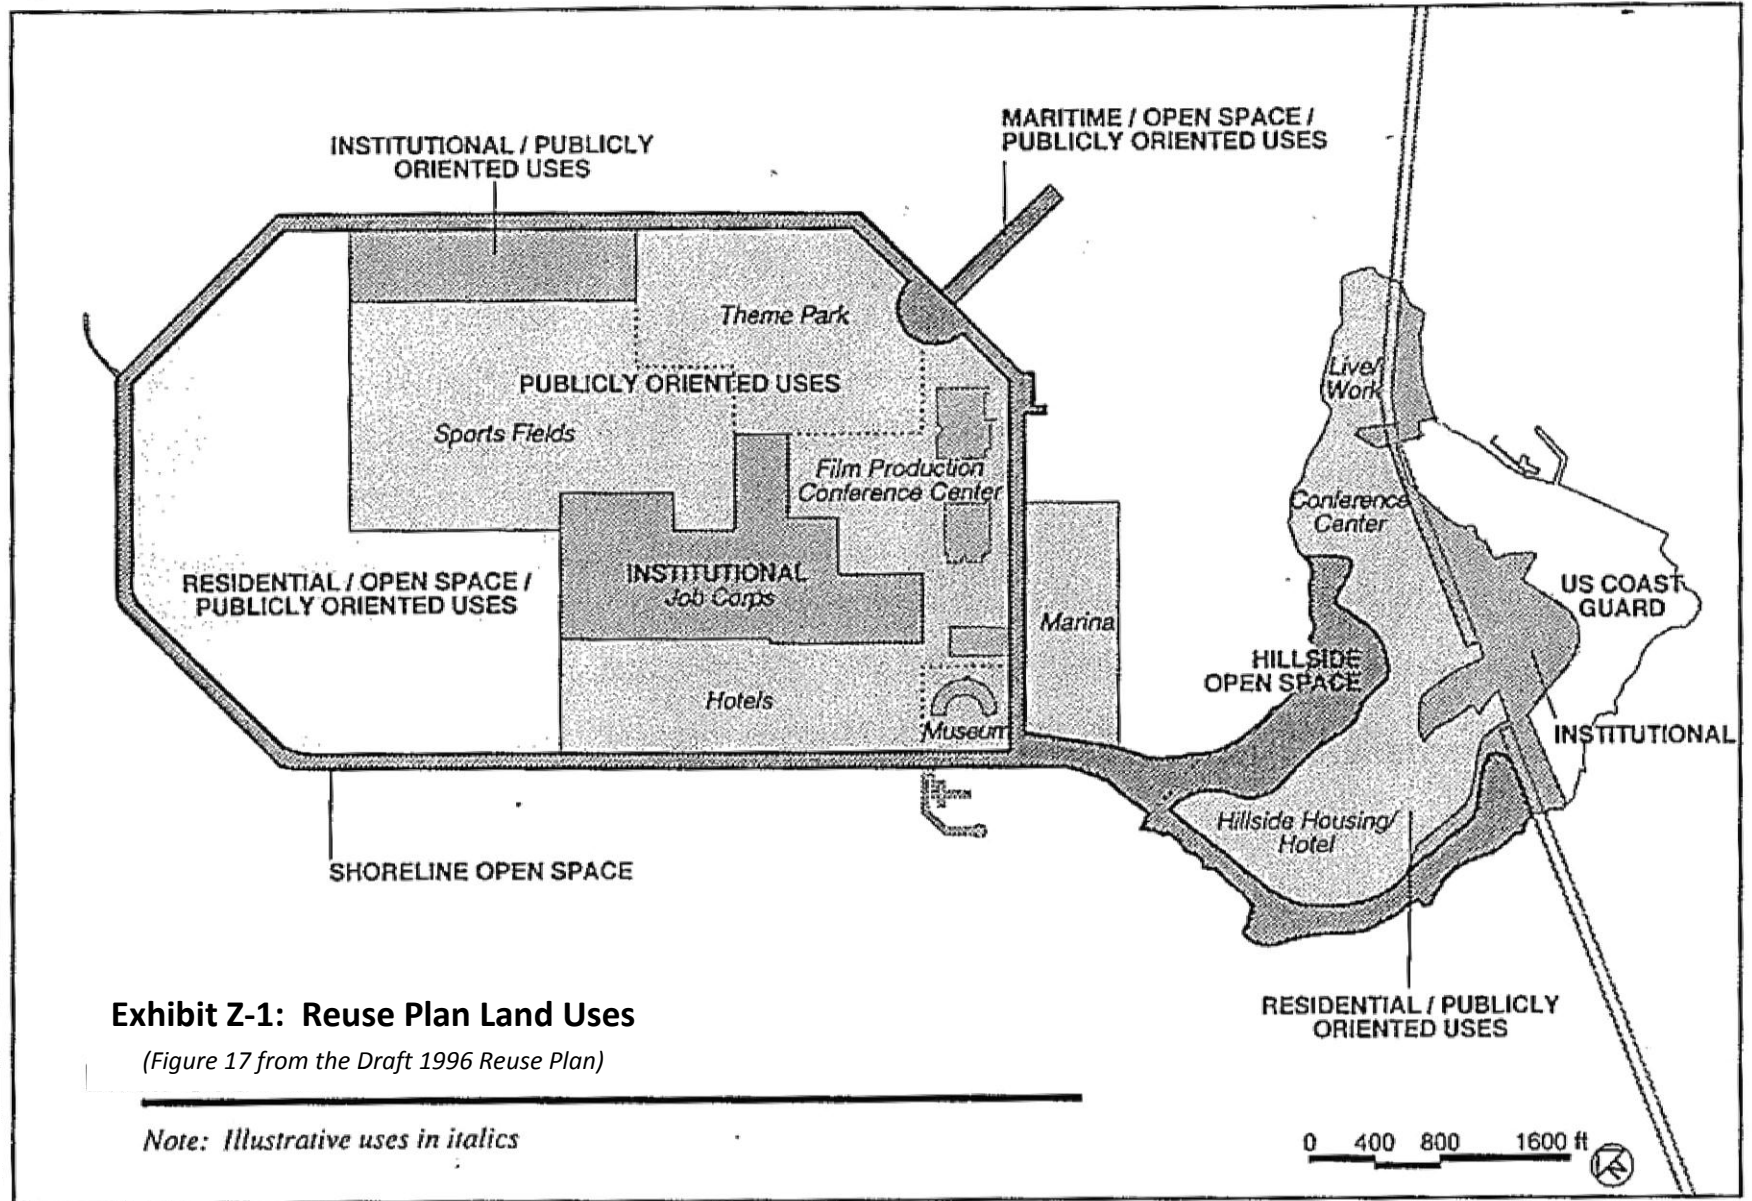 INSTITUTIONAL / PUBLICLY
ORIENTED USES
MARITIME / OPEN SPACE /
PUBLICLY ORIENTED USES
Theme Park
PUBLICLY ORIENTED USES
Sports Fields
Film Production
Conference Center
Live/
Work
Conference
Center
RESIDENTIAL / OPEN SPACE /
PUBLICLY ORIENTED USES
INSTITUTIONAL
Job Corps
Marina
US COAST
GUARD
HILLSIDE
OPEN SPACE
Hotels
Museum
INSTITUTIONAL
Hillside Housing/
Hotel
SHORELINE OPEN SPACE
RESIDENTIAL / PUBLICLY
ORIENTED USES
Exhibit Z-1: Reuse Plan Land Uses
(Figure 17 from the Draft 1996 Reuse Plan)
Note: Illustrative uses in italics
0 400 800 1600 ft